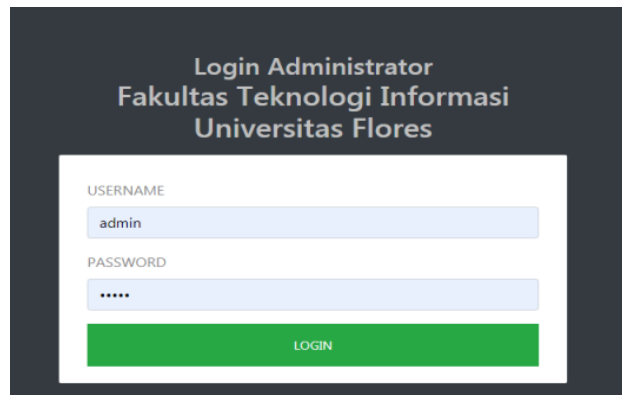 Login Administrator
Fakultas Teknologi Informasi
Universitas Flores
USERNAME
admin
PASSWORD
•••••
LOGIN